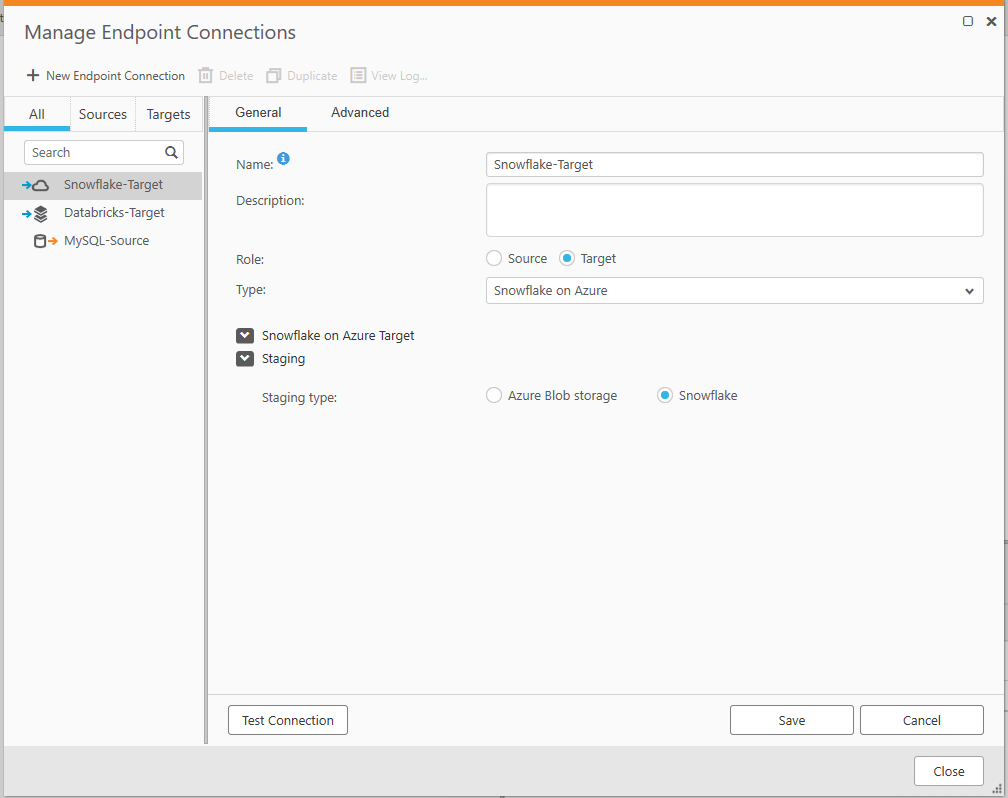 Manage Endpoint Connections
New Endpoint Connection Delete Duplicate View Log...
All Sources Targets
General Advanced
Search
Snowflake-Target
Databricks-Target
MySQL-Source
Name: Snowflake-Target
Description:
Role: Source Target
Type: Snowflake on Azure
Snowflake on Azure Target
Staging
Staging type: Azure Blob storage Snowflake
Test Connection Save Cancel
Close